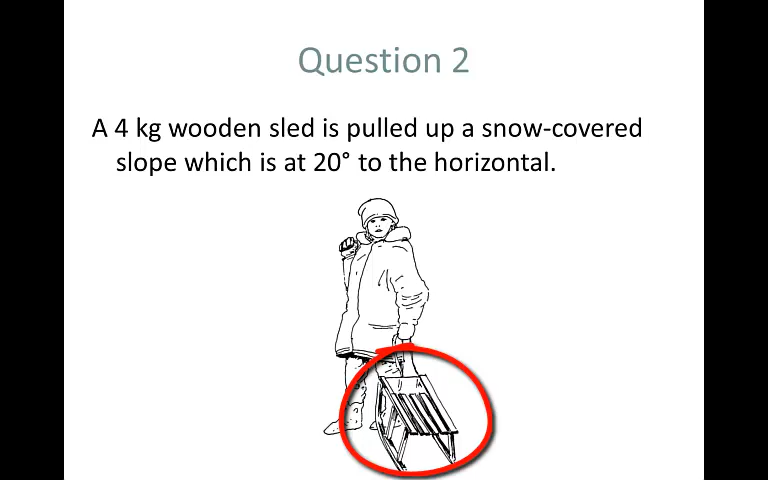 Question 2
A 4 kg wooden sled is pulled up a snow-covered
slope which is at 20° to the horizontal.